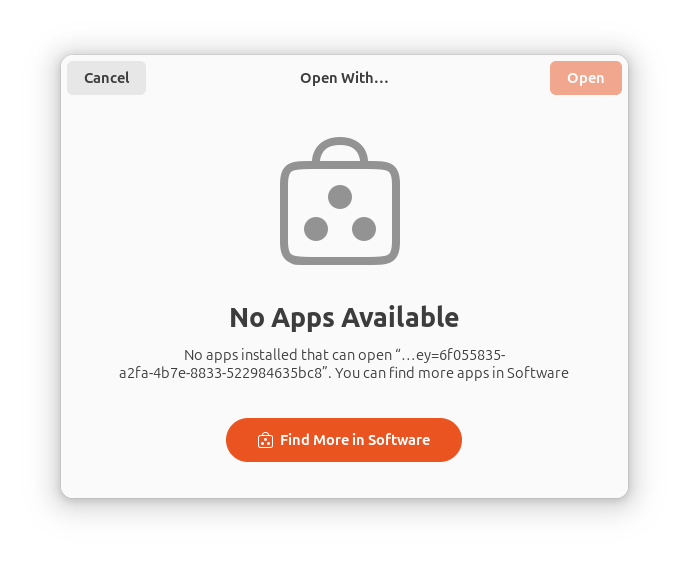 Cancel
Open With…
Open
No Apps Available
No apps installed that can open “…ey=6f055835-
a2fa-4b7e-8833-522984635bc8”. You can find more apps in Software
Find More in Software